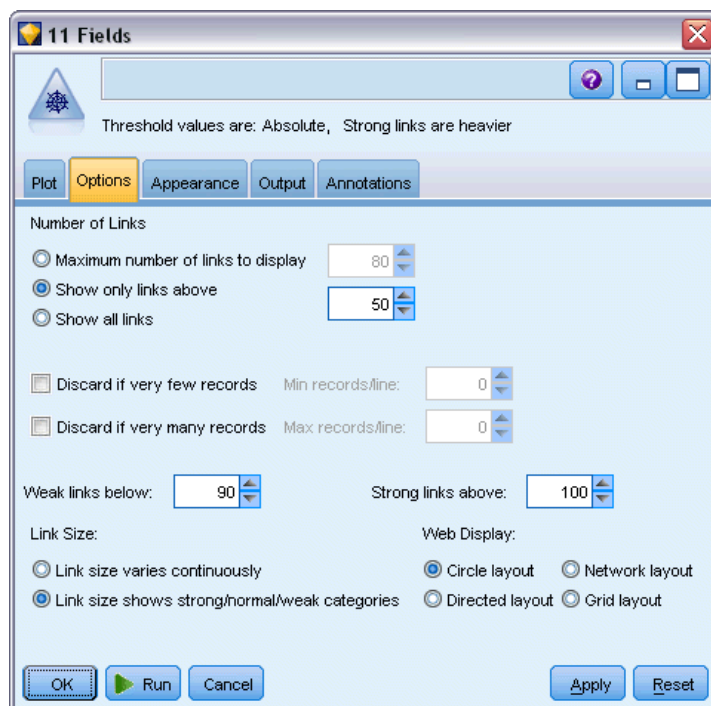 11 Fields
Threshold values are: Absolute, Strong links are heavier
Plot Options Appearance Output Annotations
Number of Links
Maximum number of links to display 80
Show only links above 50
Show all links
Discard if very few records Min records/line: 0
Discard if very many records Max records/line: 0
Weak links below: 90 Strong links above: 100
Link Size: Web Display:
Link size varies continuously Circle layout Network layout
Link size shows strong/normal/weak categories Directed layout Grid layout
OK Run Cancel Apply Reset